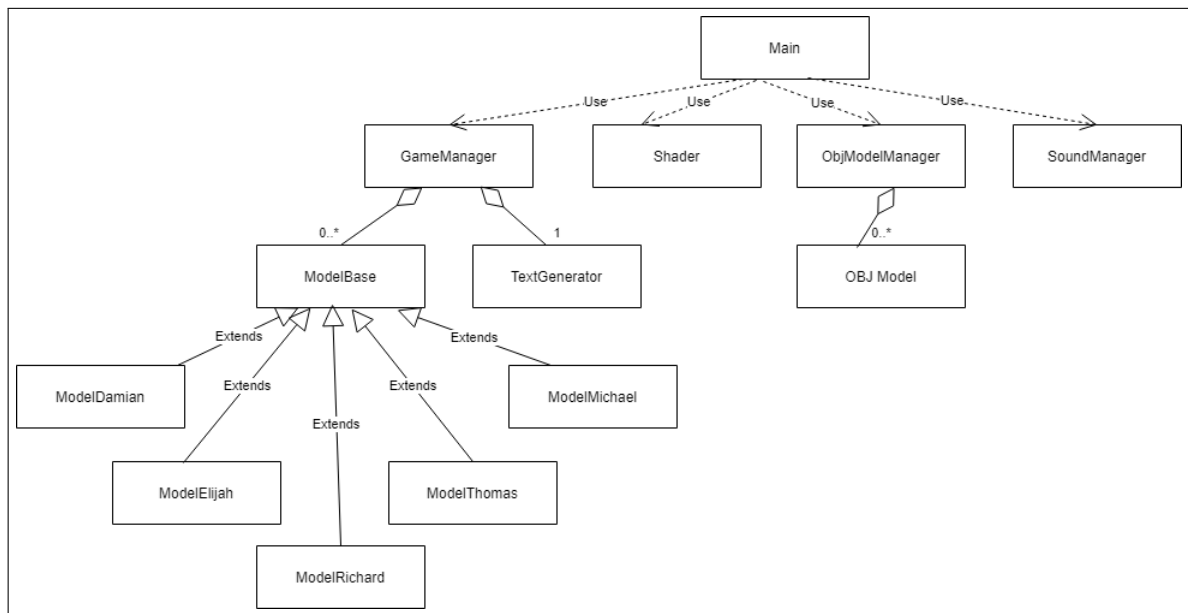 Main
Use
Use
Use
Use
GameManager
Shader
ObjModelManager
SoundManager
0..*
1
0..*
ModelBase
TextGenerator
OBJ Model
Extends
Extends
ModelDamian
Extends
Extends
ModelMichael
Extends
ModelElijah
ModelThomas
ModelRichard